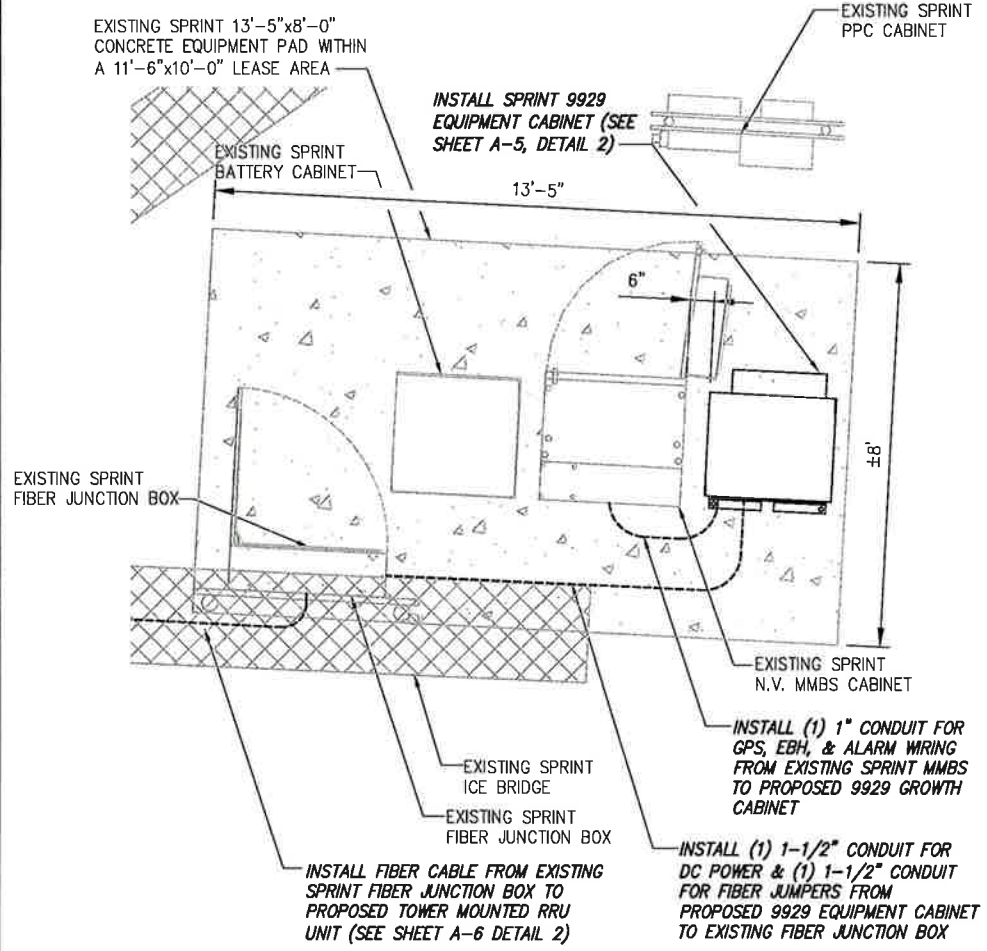 EXISTING SPRINT 13'-5"x8'-0"
CONCRETE EQUIPMENT PAD WITHIN
A 11'-6"x10'-0" LEASE AREA
EXISTING SPRINT
PPC CABINET
INSTALL SPRINT 9929
EQUIPMENT CABINET (SEE
SHEET A-5, DETAIL 2)
EXISTING SPRINT
BATTERY CABINET
13'-5"
6"
±8'
EXISTING SPRINT
FIBER JUNCTION BOX
EXISTING SPRINT
N.V. MMBS CABINET
INSTALL (1) 1" CONDUIT FOR
GPS, EBH, & ALARM WIRING
FROM EXISTING SPRINT MMBS
TO PROPOSED 9929 GROWTH
CABINET
EXISTING SPRINT
ICE BRIDGE
EXISTING SPRINT
FIBER JUNCTION BOX
INSTALL (1) 1-1/2" CONDUIT FOR
DC POWER & (1) 1-1/2" CONDUIT
FOR FIBER JUMPERS FROM
PROPOSED 9929 EQUIPMENT CABINET
TO EXISTING FIBER JUNCTION BOX
INSTALL FIBER CABLE FROM EXISTING
SPRINT FIBER JUNCTION BOX TO
PROPOSED TOWER MOUNTED RRU
UNIT (SEE SHEET A-6 DETAIL 2)